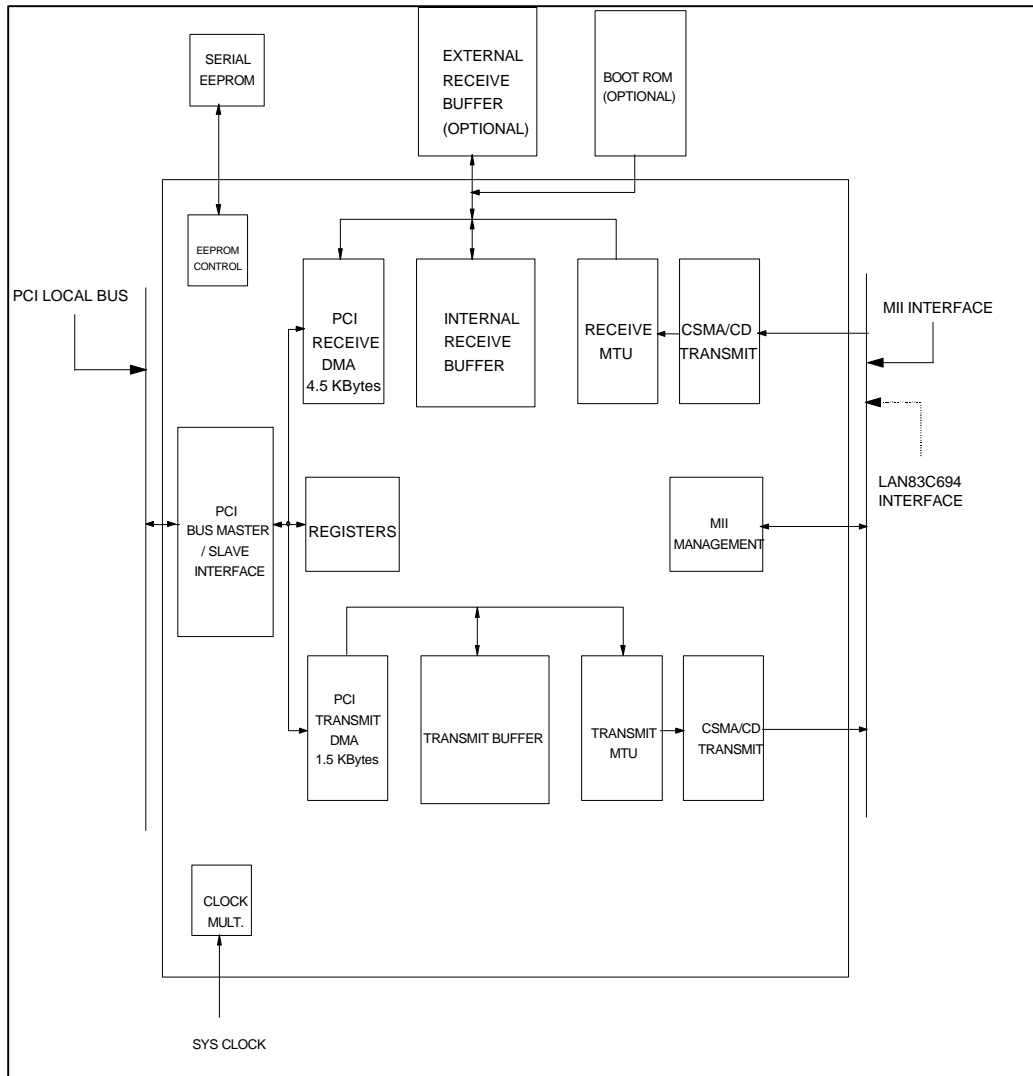 SERIAL
EEPROM
EXTERNAL
RECEIVE
BUFFER
(OPTIONAL)
BOOT ROM
(OPTIONAL)
EEPROM
CONTROL
PCI LOCAL BUS
PCI
RECEIVE
DMA
4.5 KBytes
INTERNAL
RECEIVE
BUFFER
RECEIVE
MTU
CSMA/CD
TRANSMIT
MII INTERFACE
LAN83C694
INTERFACE
PCI
BUS MASTER
/ SLAVE
INTERFACE
REGISTERS
MII
MANAGEMENT
PCI
TRANSMIT
DMA
1.5 KBytes
TRANSMIT BUFFER
TRANSMIT
MTU
CSMA/CD
TRANSMIT
CLOCK
MULT.
SYS CLOCK